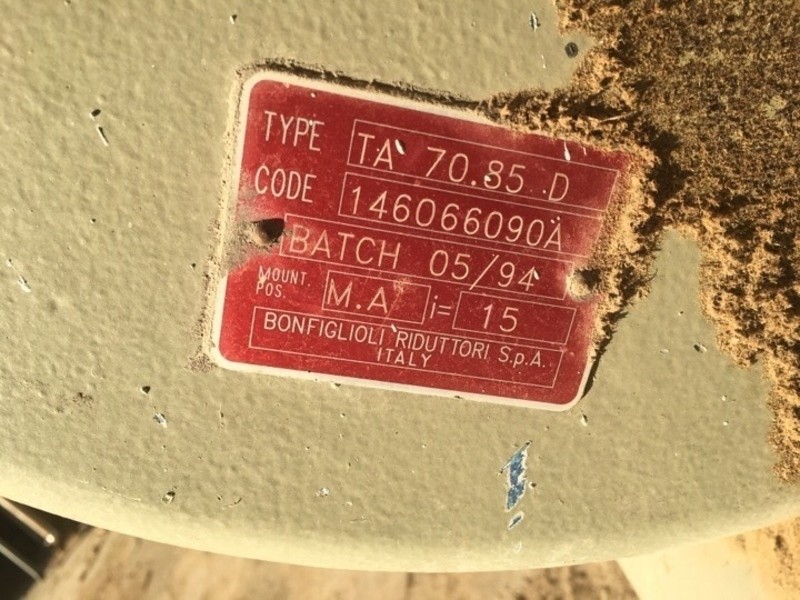 TYPE TA 70.85 D
CODE 146066090A
BATCH 05/94
MOUNT. POS. M.A i= 15
BONFIGLIOLI RIDUTTORI S.p.A.
ITALY